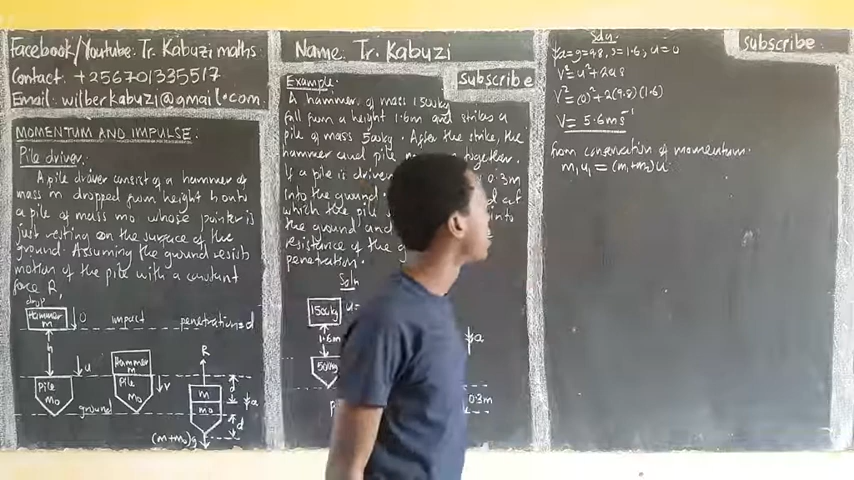 Facebook/Youtube: Tr. Kabuzi maths
Contact: +256701335517
Email: wilberkabuzi@gmail.com
MOMENTUM AND IMPULSE:
Pile driver:
A pile driver consist of a hammer of
mass m dropped from height h onto
a pile of mass mo whose pointer is
just resting on the surface of the
ground. Assuming the ground resists
motion of the pile with a constant
force R,
drop
Hammer
m
0
impact
penetration=d
h
u
Pile
mo
Hammer
m
Pile
mo
v
ground
R
m
mo
d
a
d
(m+mo)g
Name: Tr. Kabuzi
subscribe
Example:
A hammer of mass 1500kg
fall from a height 1.6m and strikes a
pile of mass 500kg. After the strike, the
hammer and pile together.
If a pile is driven 0.3m
into the ground at
which the pile into
the ground and
resistance of the
penetration.
Soln
1500kg
u=
1.6m
500kg
a
0.3m
Soln
subscribe
a=g=9.8, s=1.6, u=0
V²=u²+2as
V²=(0)²+2(9.8)(1.6)
V= 5.6ms⁻¹
from conservation of momentum.
m₁u₁=(m₁+m₂)u